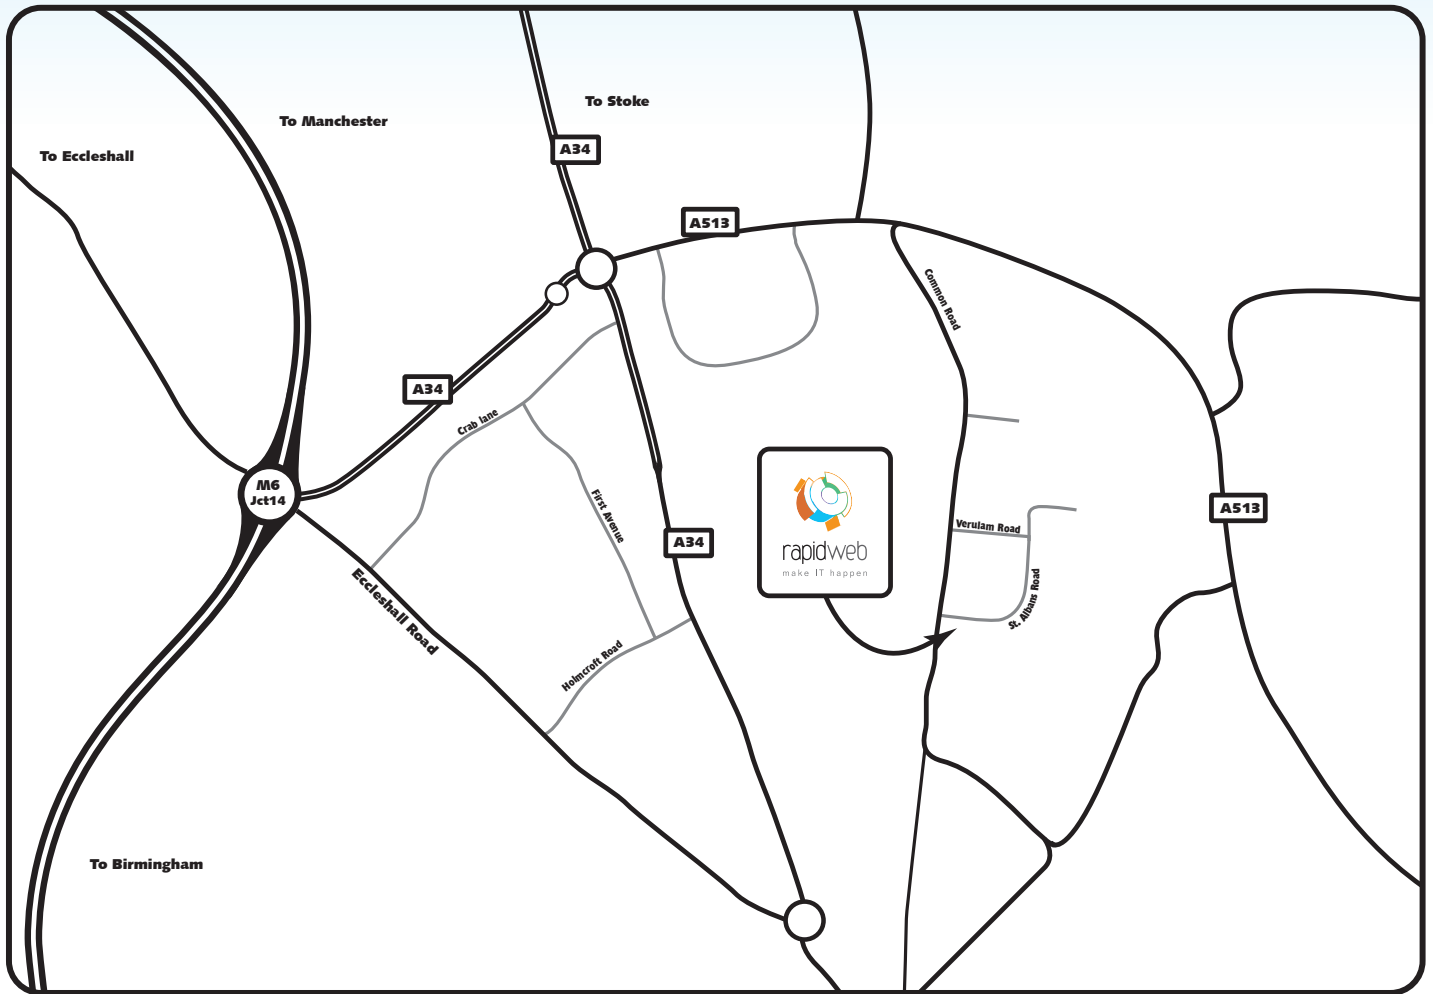 To Stoke
To Manchester
A34
To Eccleshall
A513
Common Road
A34
Crab lane
M6
Jct14
First Avenue
A513
Verulam Road
A34
rapidweb
make IT happen
St. Albans Road
Eccleshall Road
Holmcroft Road
To Birmingham